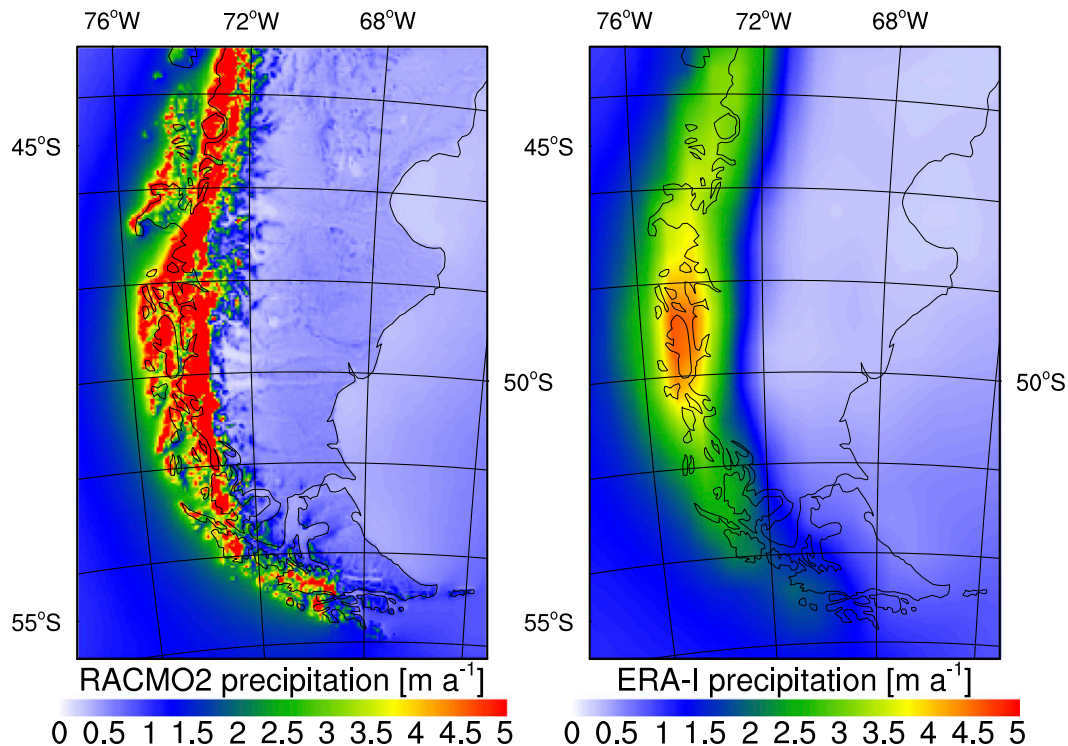 76°W 72°W 68°W 76°W 72°W 68°W
45°S 45°S
50°S 50°S
55°S 55°S
RACMO2 precipitation [m a⁻¹] ERA-I precipitation [m a⁻¹]
0 0.5 1 1.5 2 2.5 3 3.5 4 4.5 5 0 0.5 1 1.5 2 2.5 3 3.5 4 4.5 5